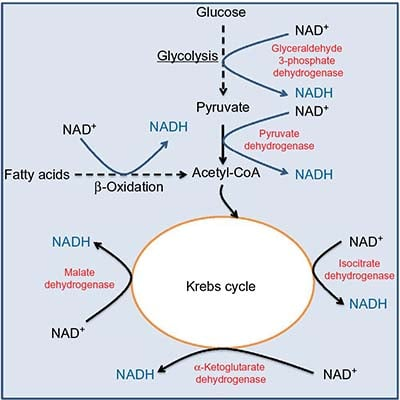 Glucose
NAD+
Glycolysis
Glyceraldehyde
3-phosphate
dehydrogenase
NADH
Pyruvate
NAD+
NAD+
NADH
Pyruvate
dehydrogenase
Fatty acids
β-Oxidation
Acetyl-CoA
NADH
NADH
NAD+
Malate
dehydrogenase
Krebs cycle
Isocitrate
dehydrogenase
NAD+
NADH
α-Ketoglutarate
dehydrogenase
NADH
NAD+